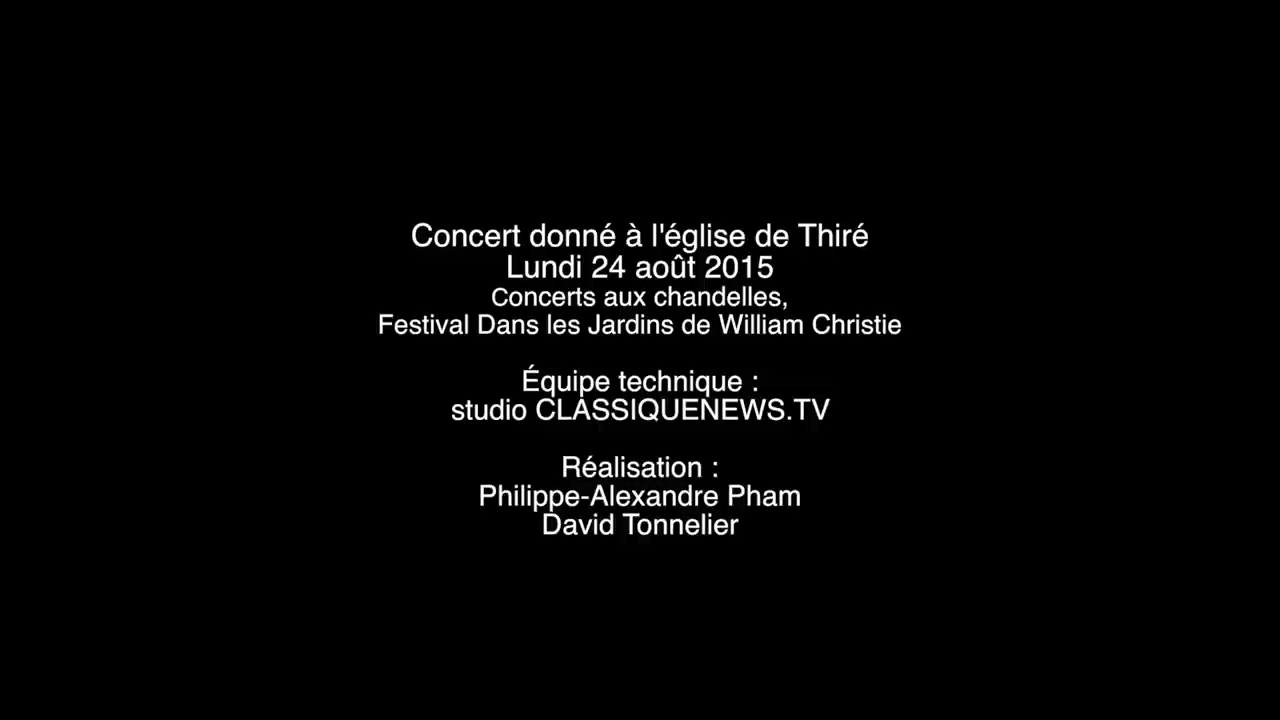 Concert donné à l'église de Thiré
Lundi 24 août 2015
Concerts aux chandelles,
Festival Dans les Jardins de William Christie
Équipe technique :
studio CLASSIQUENEWS.TV
Réalisation :
Philippe-Alexandre Pham
David Tonnelier